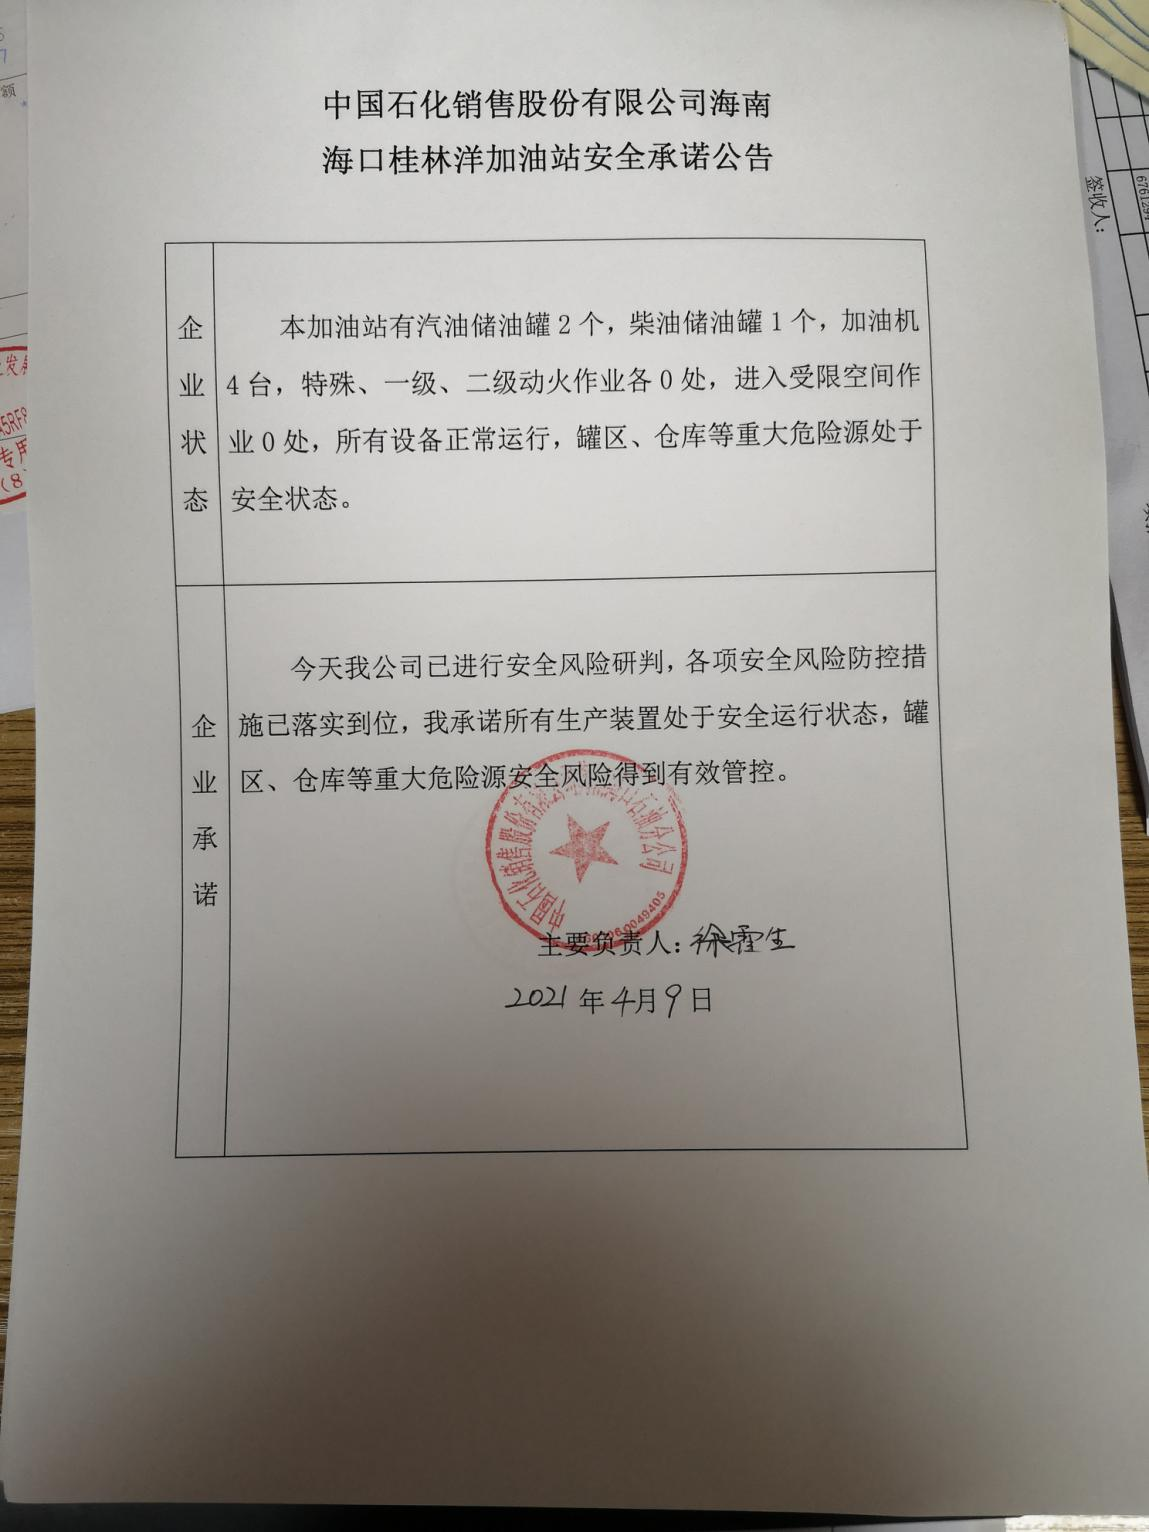 中国石化销售股份有限公司海南
海口桂林洋加油站安全承诺公告
企业状态
本加油站有汽油储油罐2个，柴油储油罐1个，加油机
4台，特殊、一级、二级动火作业各0处，进入受限空间作
业0处，所有设备正常运行，罐区、仓库等重大危险源处于
安全状态。
企业承诺
今天我公司已进行安全风险研判，各项安全风险防控措
施已落实到位，我承诺所有生产装置处于安全运行状态，罐
区、仓库等重大危险源安全风险得到有效管控。
主要负责人：徐霍生
2021年4月9日
签收人：
专用